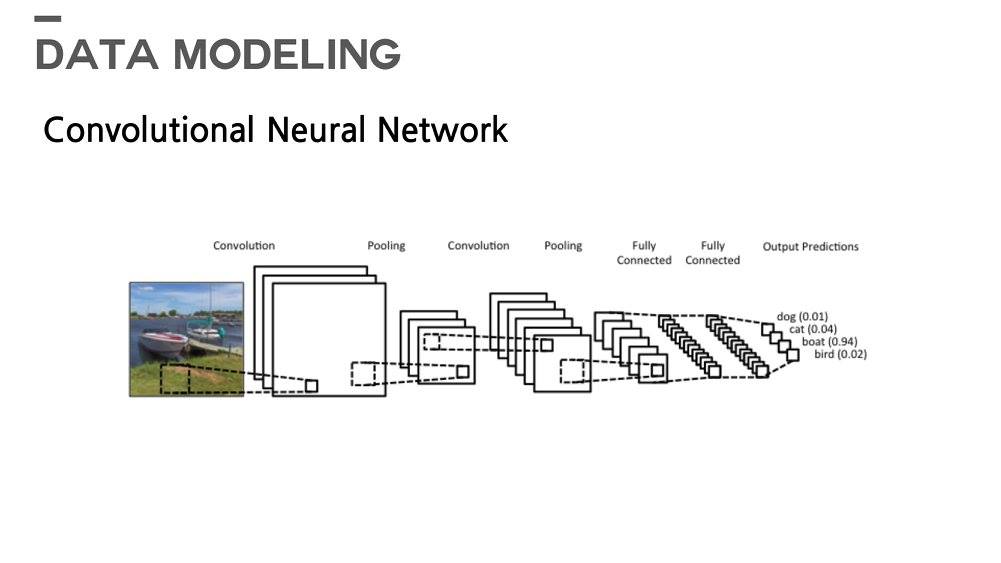 DATA MODELING
Convolutional Neural Network
Convolution Pooling Convolution Pooling Fully Connected Fully Connected Output Predictions
dog (0.01)
cat (0.04)
boat (0.94)
bird (0.02)